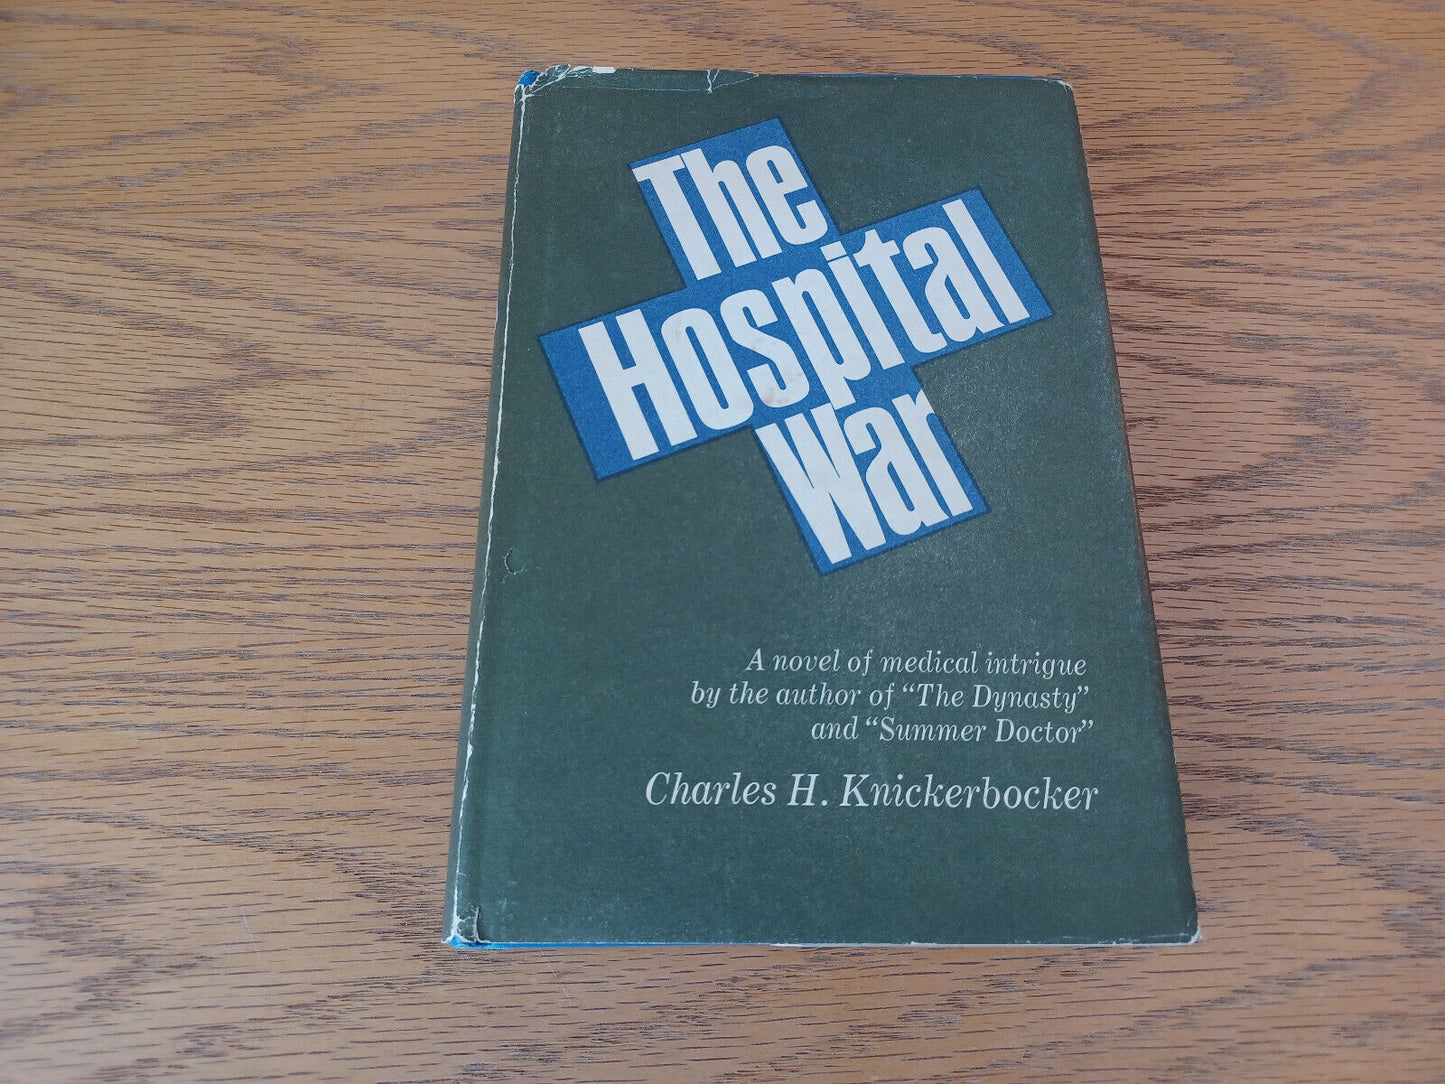 The
Hospital
War
A novel of medical intrigue
by the author of “The Dynasty”
and “Summer Doctor”
Charles H. Knickerbocker